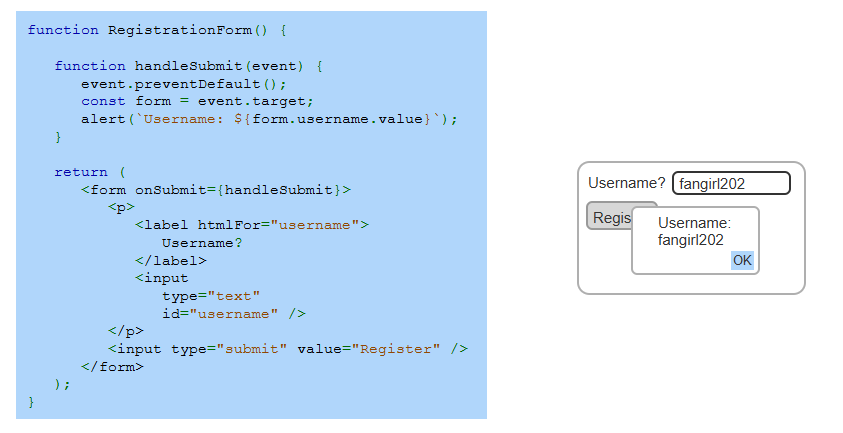 function RegistrationForm() {
function handleSubmit(event) {
event.preventDefault();
const form = event.target;
alert(`Username: ${form.username.value}`);
}
return (
<form onSubmit={handleSubmit}>
<p>
<label htmlFor="username">
Username?
</label>
<input
type="text"
id="username" />
</p>
<input type="submit" value="Register" />
</form>
);
}
Username? fangirl202
Regis
Username:
fangirl202
OK